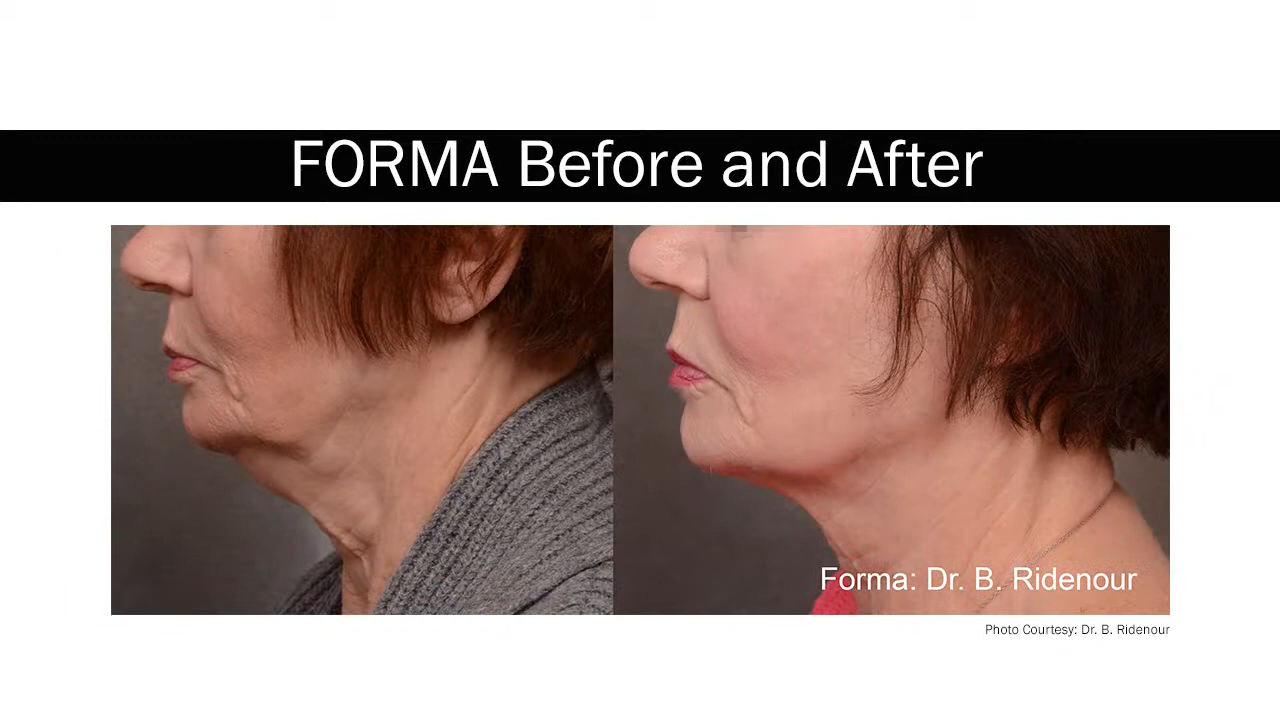 FORMA Before and After
Forma: Dr. B. Ridenour
Photo Courtesy: Dr. B. Ridenour